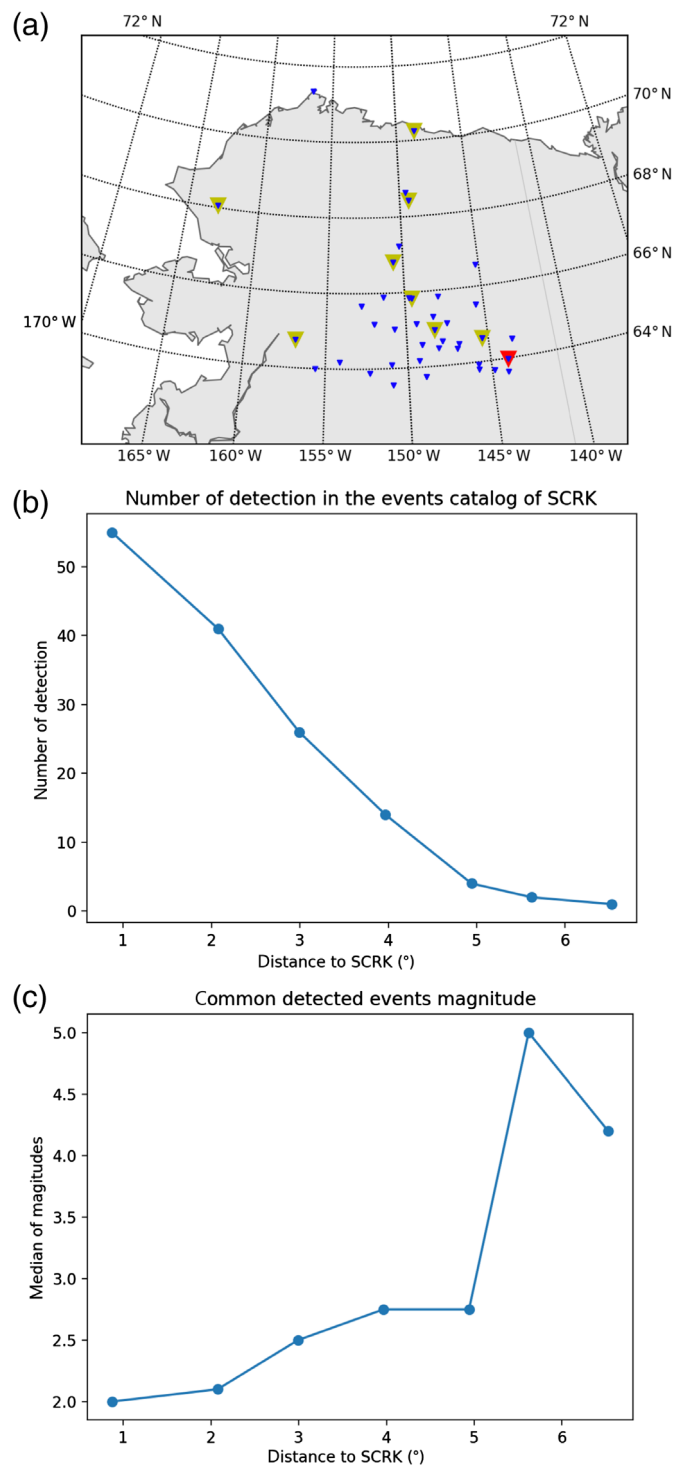 (a)
72° N 72° N
70° N
68° N
66° N
170° W 64° N
165° W 160° W 155° W 150° W 145° W 140° W
(b)
Number of detection in the events catalog of SCRK
50
40
30
20
10
0
Number of detection
1 2 3 4 5 6
Distance to SCRK (°)
(c)
Common detected events magnitude
5.0
4.5
4.0
3.5
3.0
2.5
2.0
Median of magitudes
1 2 3 4 5 6
Distance to SCRK (°)